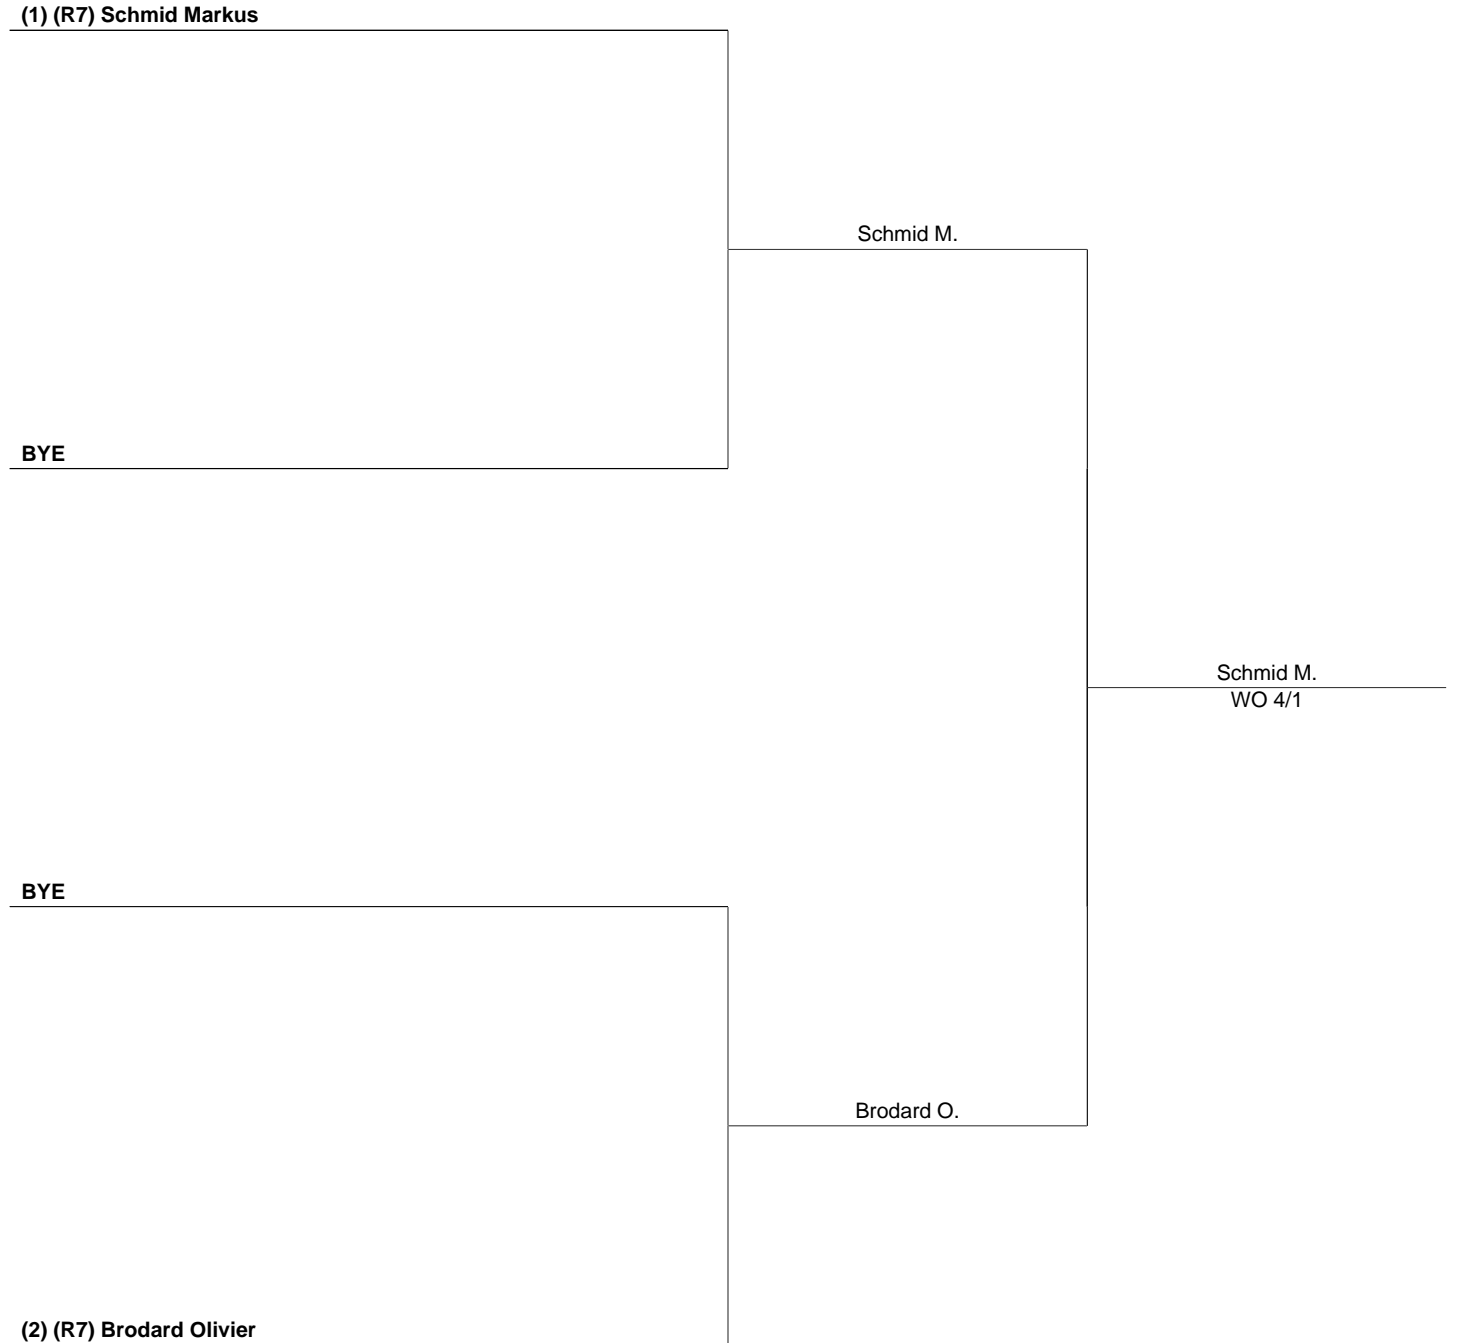 (1) (R7) Schmid Markus
Schmid M.
BYE
Schmid M.
WO 4/1
BYE
Brodard O.
(2) (R7) Brodard Olivier